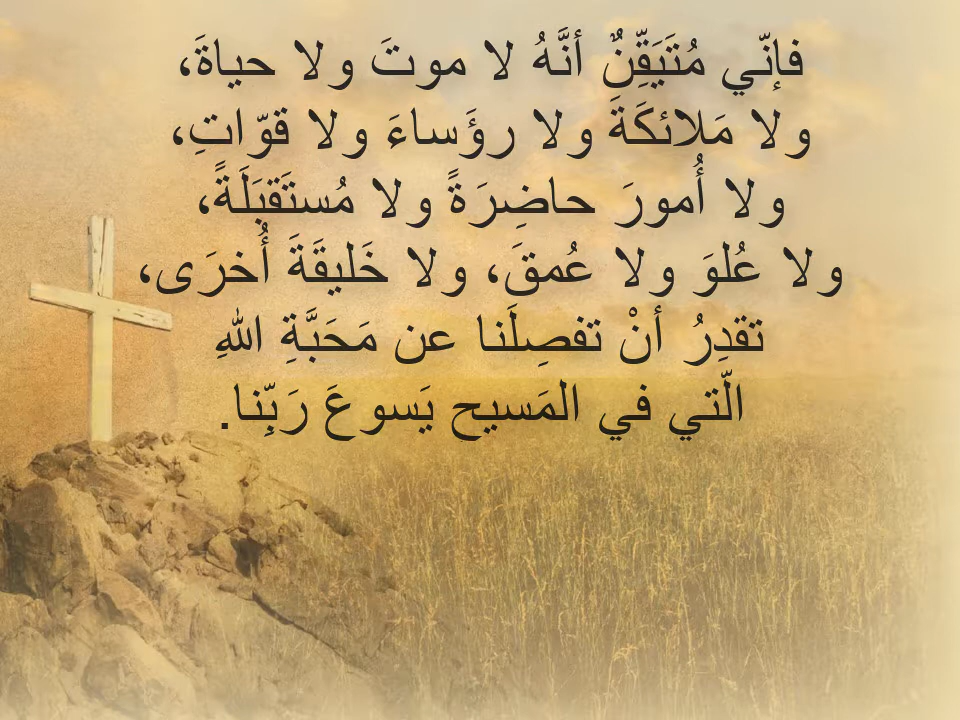 فإنّي مُتَيَقِّنٌ أنَّهُ لا موتَ ولا حياةَ،
ولا مَلائكَةَ ولا رؤَساءَ ولا قوّاتِ،
ولا أُمورَ حاضِرَةً ولا مُستَقبَلَةً،
ولا عُلوَ ولا عُمقَ، ولا خَليقَةَ أُخرَى،
تقدِرُ أنْ تفصِلَنا عن مَحَبَّةِ اللهِ
الّتي في المَسيح يَسوعَ رَبِّنا.